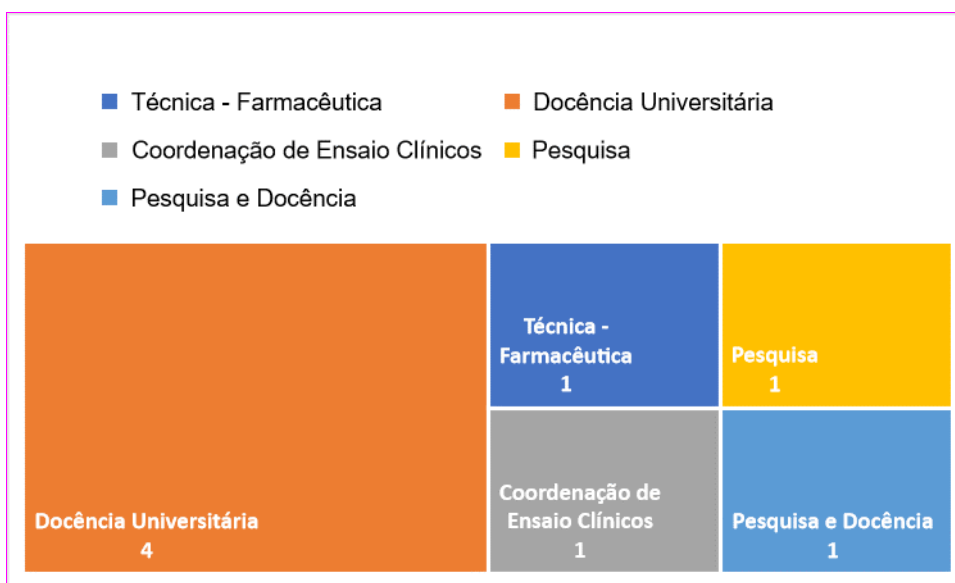 Técnica - Farmacêutica
Docência Universitária
Coordenação de Ensaio Clínicos
Pesquisa
Pesquisa e Docência
Docência Universitária
4
Técnica -
Farmacêutica
1
Pesquisa
1
Coordenação de
Ensaio Clínicos
1
Pesquisa e Docência
1